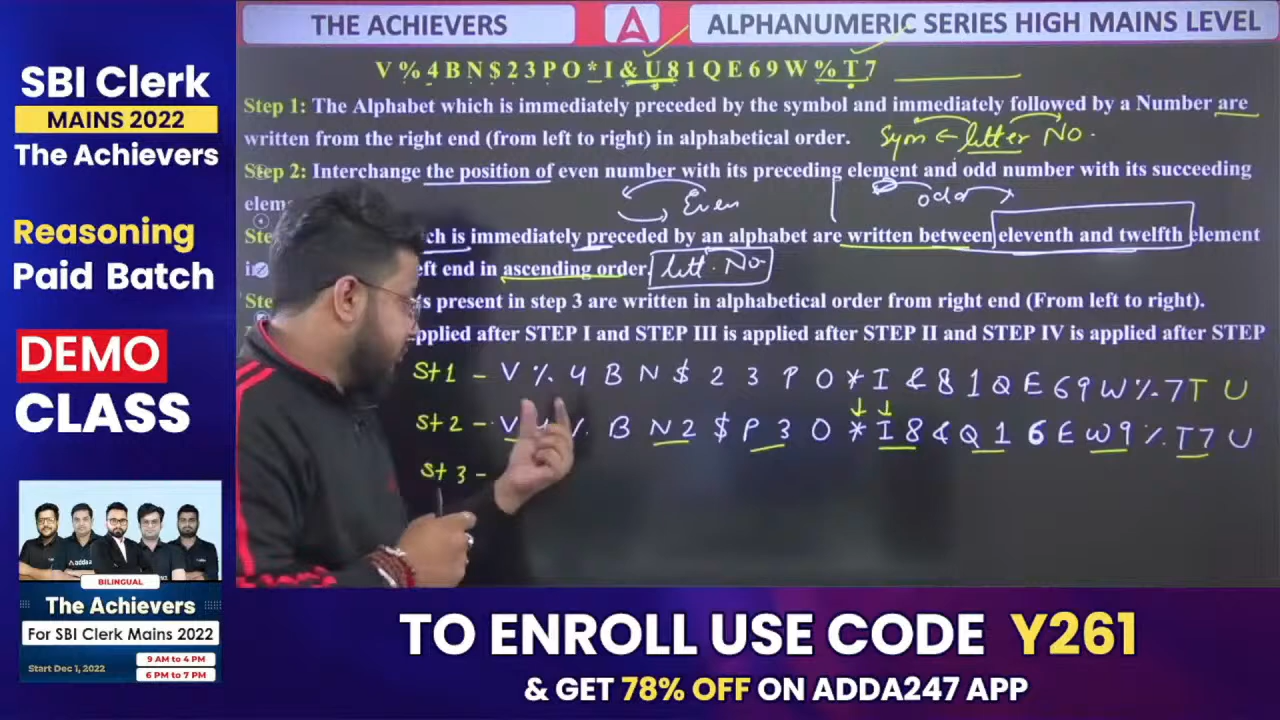 THE ACHIEVERS
ALPHANUMERIC SERIES HIGH MAINS LEVEL
SBI Clerk
MAINS 2022
The Achievers
Reasoning
Paid Batch
DEMO
CLASS
BILINGUAL
The Achievers
For SBI Clerk Mains 2022
Start Dec 1, 2022
9 AM to 4 PM
6 PM to 7 PM
V % 4 B N $ 2 3 P O * I & U 8 1 Q E 6 9 W % T 7
Step 1: The Alphabet which is immediately preceded by the symbol and immediately followed by a Number are
written from the right end (from left to right) in alphabetical order.
Sym ← litter No.
Step 2: Interchange the position of even number with its preceding element and odd number with its succeeding
Even
odd
is immediately preceded by an alphabet are written between eleventh and twelfth element
end in ascending order.
litt. No
present in step 3 are written in alphabetical order from right end (From left to right).
applied after STEP I and STEP III is applied after STEP II and STEP IV is applied after STEP
St 1 - V % 4 B N $ 2 3 P O * I & 8 1 Q E 6 9 W % 7 T U
St 2 - V % B N 2 $ P 3 O * I 8 & Q 1 6 E W 9 % T 7 U
St 3 -
TO ENROLL USE CODE Y261
& GET 78% OFF ON ADDA247 APP